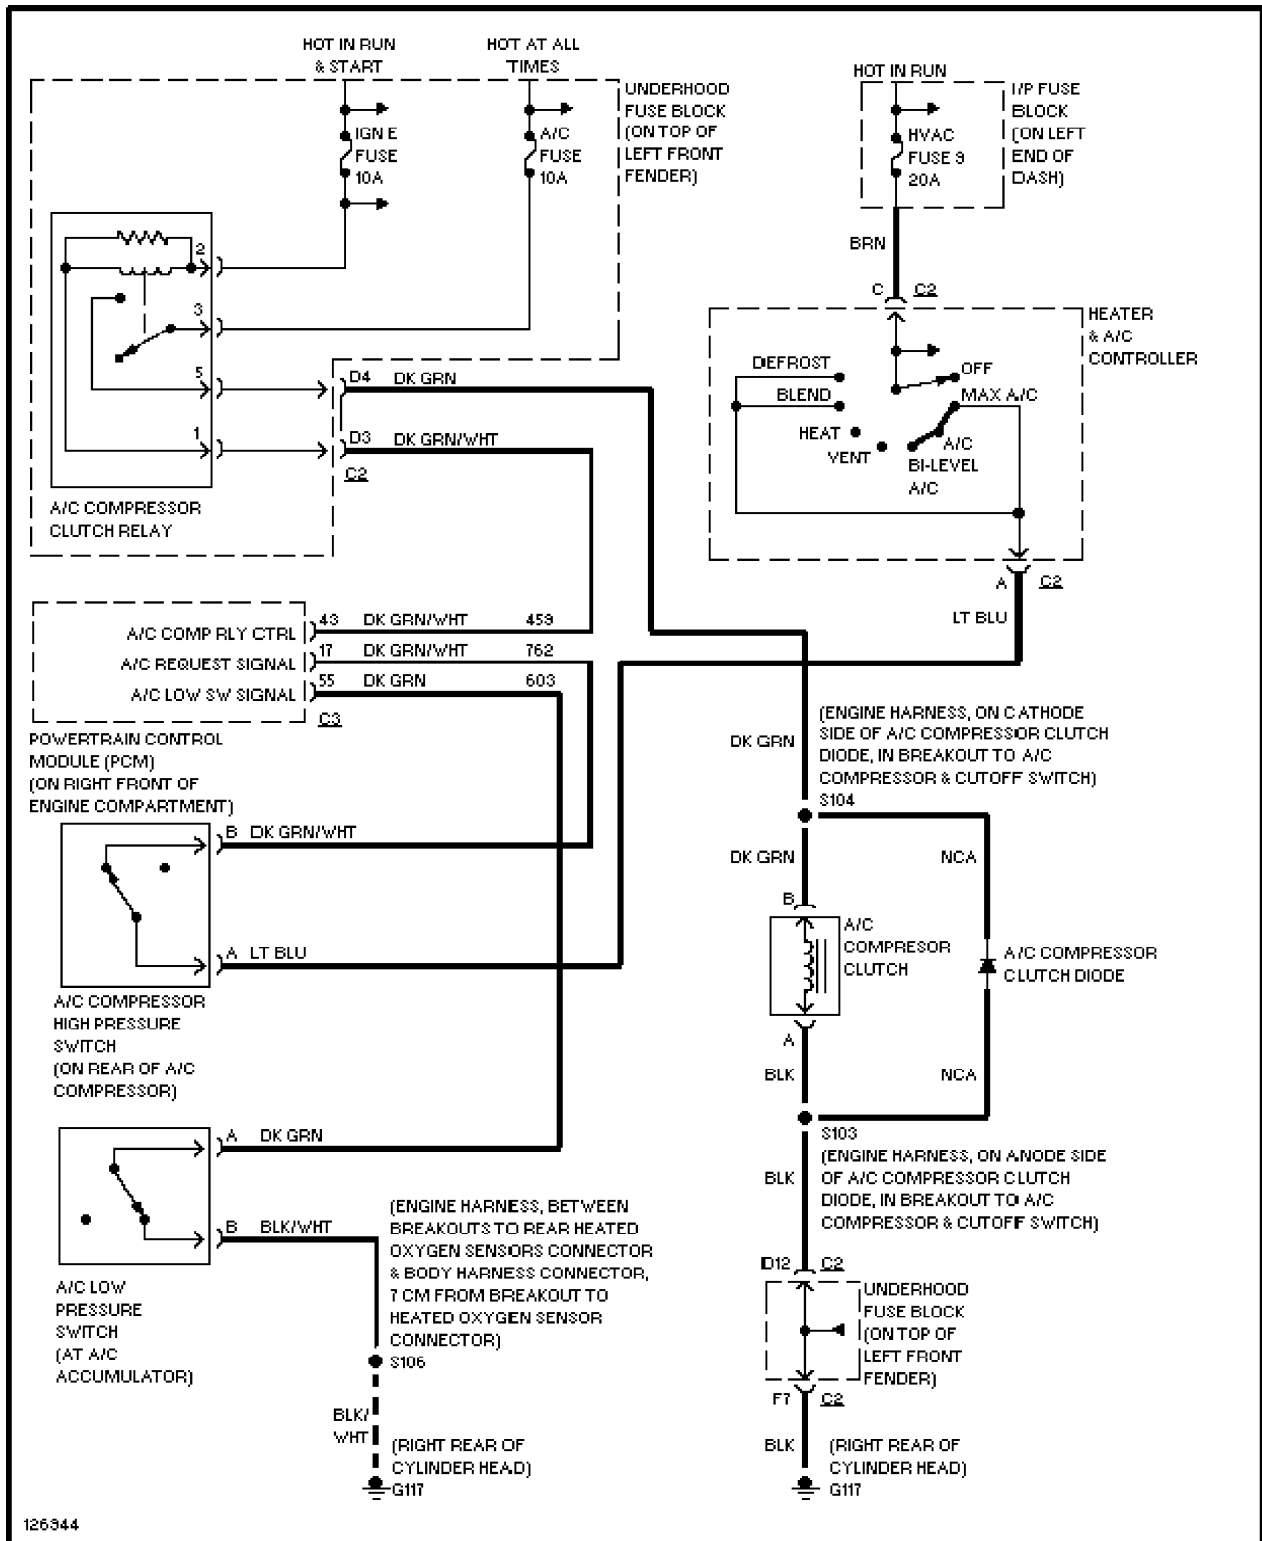 HOT IN RUN
& START
HOT AT ALL
TIMES
HOT IN RUN
UNDERHOOD
FUSE BLOCK
(ON TOP OF
LEFT FRONT
FENDER)
I/P FUSE
BLOCK
(ON LEFT
END OF
DASH)
IGN E
FUSE
10A
A/C
FUSE
10A
HVAC
FUSE 9
20A
BRN
C C2
2
3
5
1
D4 DK GRN
D3 DK GRN/WHT
C2
A/C COMPRESSOR
CLUTCH RELAY
HEATER
& A/C
CONTROLLER
DEFROST
OFF
BLEND
MAX A/C
HEAT
A/C
VENT
BI-LEVEL
A/C
A C2
LT BLU
A/C COMP RLY CTRL
43 DK GRN/WHT 459
A/C REQUEST SIGNAL
17 DK GRN/WHT 762
A/C LOW SW SIGNAL
55 DK GRN 603
C3
POWERTRAIN CONTROL
MODULE (PCM)
(ON RIGHT FRONT OF
ENGINE COMPARTMENT)
DK GRN
(ENGINE HARNESS, ON CATHODE
SIDE OF A/C COMPRESSOR CLUTCH
DIODE, IN BREAKOUT TO A/C
COMPRESSOR & CUTOFF SWITCH)
S104
B DK GRN/WHT
A LT BLU
A/C COMPRESSOR
HIGH PRESSURE
SWITCH
(ON REAR OF A/C
COMPRESSOR)
DK GRN
NCA
B
A/C
COMPRESOR
CLUTCH
A/C COMPRESSOR
CLUTCH DIODE
A
BLK
NCA
S103
(ENGINE HARNESS, ON ANODE SIDE
OF A/C COMPRESSOR CLUTCH
DIODE, IN BREAKOUT TO A/C
COMPRESSOR & CUTOFF SWITCH)
BLK
A DK GRN
B BLK/WHT
A/C LOW
PRESSURE
SWITCH
(AT A/C
ACCUMULATOR)
(ENGINE HARNESS, BETWEEN
BREAKOUTS TO REAR HEATED
OXYGEN SENSORS CONNECTOR
& BODY HARNESS CONNECTOR,
7 CM FROM BREAKOUT TO
HEATED OXYGEN SENSOR
CONNECTOR)
S106
BLK/
WHT
(RIGHT REAR OF
CYLINDER HEAD)
G117
D12 C2
UNDERHOOD
FUSE BLOCK
(ON TOP OF
LEFT FRONT
FENDER)
F7 C2
BLK
(RIGHT REAR OF
CYLINDER HEAD)
G117
126344